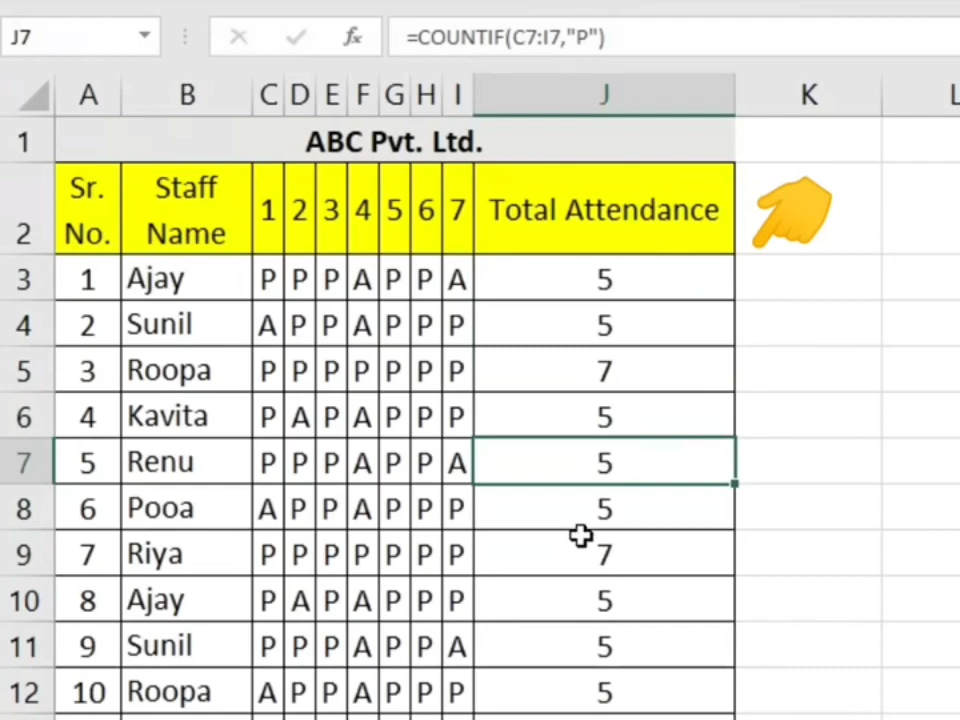 J7 fx =COUNTIF(C7:I7,"P")
A B C D E F G H I J K L
1 ABC Pvt. Ltd.
Sr. Staff
2 No. Name 1 2 3 4 5 6 7 Total Attendance
3 1 Ajay P P P A P P A 5
4 2 Sunil A P P A P P P 5
5 3 Roopa P P P P P P P 7
6 4 Kavita P A P A P P P 5
7 5 Renu P P P A P P A 5
8 6 Pooa A P P A P P P 5
9 7 Riya P P P P P P P 7
10 8 Ajay P A P A P P P 5
11 9 Sunil P P P A P P A 5
12 10 Roopa A P P A P P P 5